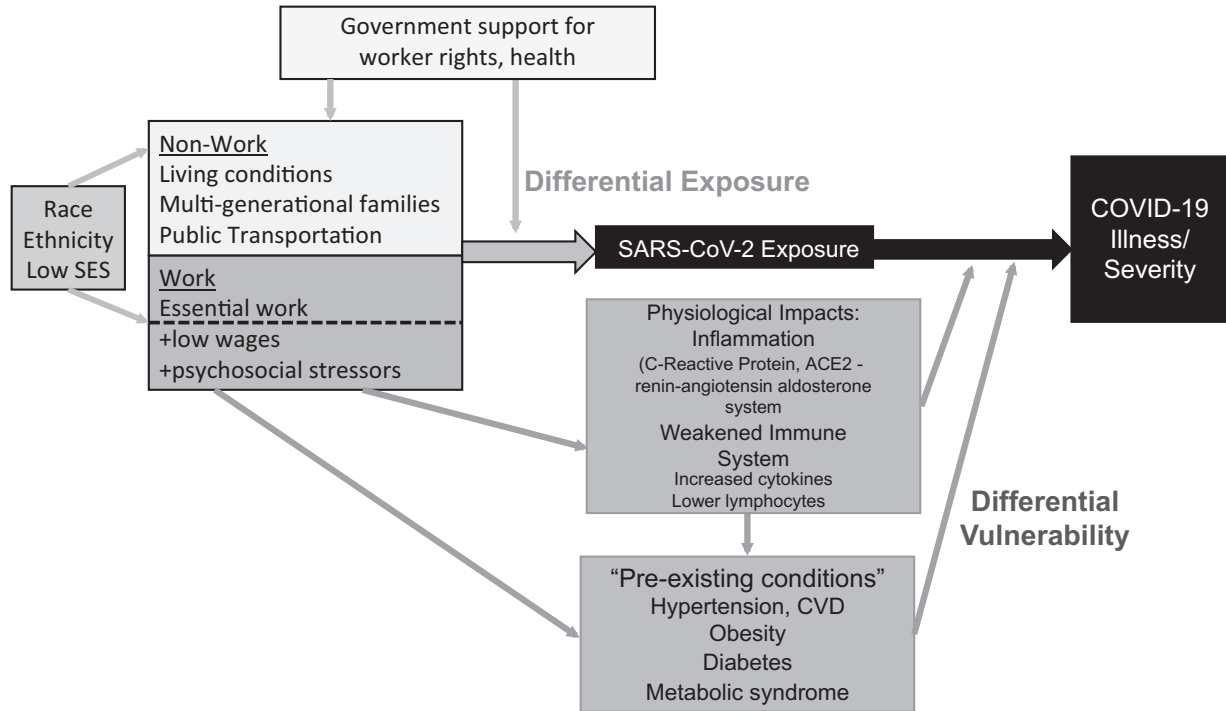 Government support for
worker rights, health
Non-Work
Living conditions
Multi-generational families
Public Transportation
Race
Ethnicity
Low SES
Work
Essential work
+low wages
+psychosocial stressors
Differential Exposure
SARS-CoV-2 Exposure
COVID-19
Illness/
Severity
Physiological Impacts:
Inflammation
(C-Reactive Protein, ACE2 -
renin-angiotensin aldosterone
system
Weakened Immune
System
Increased cytokines
Lower lymphocytes
Differential
Vulnerability
“Pre-existing conditions”
Hypertension, CVD
Obesity
Diabetes
Metabolic syndrome